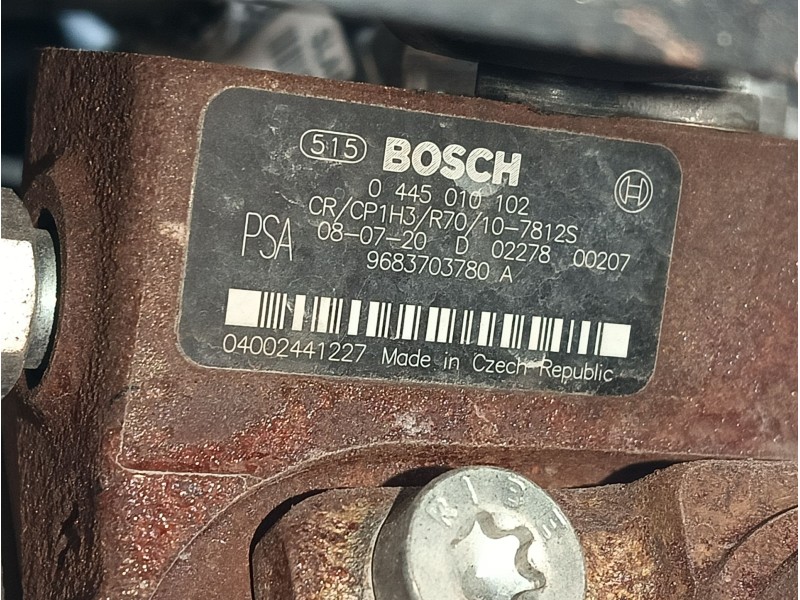 515 BOSCH
0 445 010 102
CR/CP1H3/R70/10-7812S
PSA 08-07-20 D 02278 00207
9683703780 A
04002441227 Made in Czech Republic